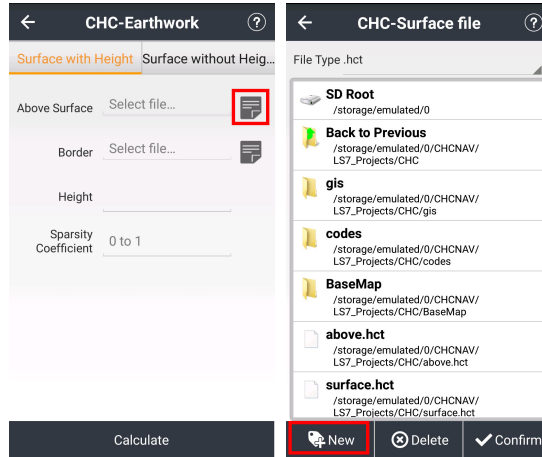 CHC-Earthwork
?
Surface with Height
Surface without Heig...
Above Surface
Select file...
Border
Select file...
Height
Sparsity
Coefficient
0 to 1
Calculate
CHC-Surface file
?
File Type .hct
SD Root
/storage/emulated/0
Back to Previous
/storage/emulated/0/CHCNAV/
LS7_Projects/CHC
gis
/storage/emulated/0/CHCNAV/
LS7_Projects/CHC/gis
codes
/storage/emulated/0/CHCNAV/
LS7_Projects/CHC/codes
BaseMap
/storage/emulated/0/CHCNAV/
LS7_Projects/CHC/BaseMap
above.hct
/storage/emulated/0/CHCNAV/
LS7_Projects/CHC/above.hct
surface.hct
/storage/emulated/0/CHCNAV/
LS7_Projects/CHC/surface.hct
New
Delete
Confirm